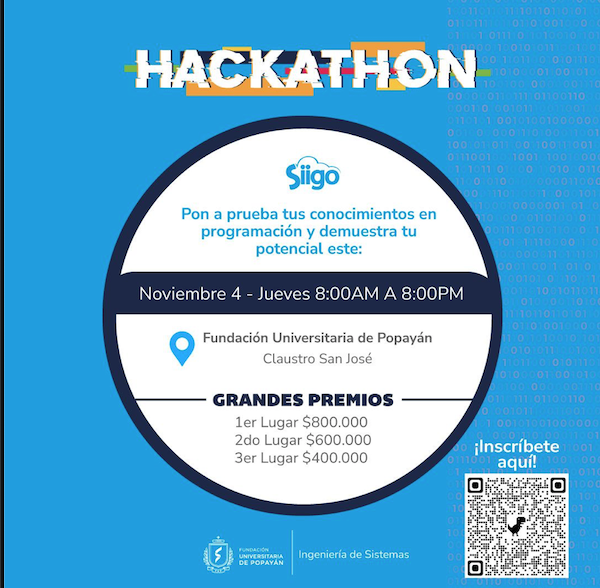 HACKATHON
Siigo
Pon a prueba tus conocimientos en
programación y demuestra tu
potencial este:
Noviembre 4 - Jueves 8:00AM A 8:00PM
Fundación Universitaria de Popayán
Claustro San José
GRANDES PREMIOS
1er Lugar $800.000
2do Lugar $600.000
3er Lugar $400.000
¡Inscríbete
aquí!
FUNDACIÓN
UNIVERSITARIA
DE POPAYÁN
Ingeniería de Sistemas